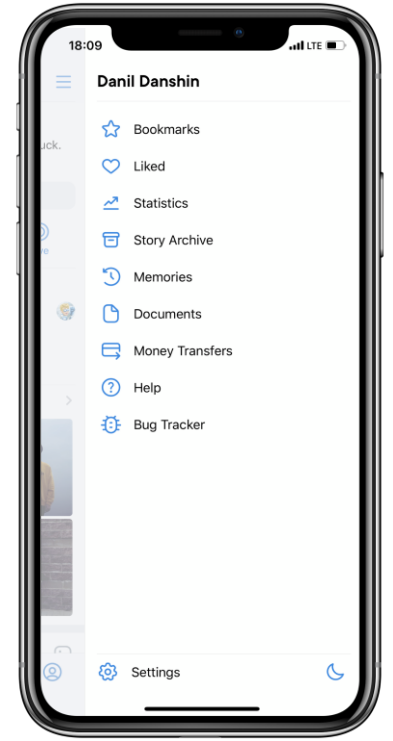 18:09
LTE
Danil Danshin
Bookmarks
Liked
Statistics
Story Archive
Memories
Documents
Money Transfers
Help
Bug Tracker
Settings